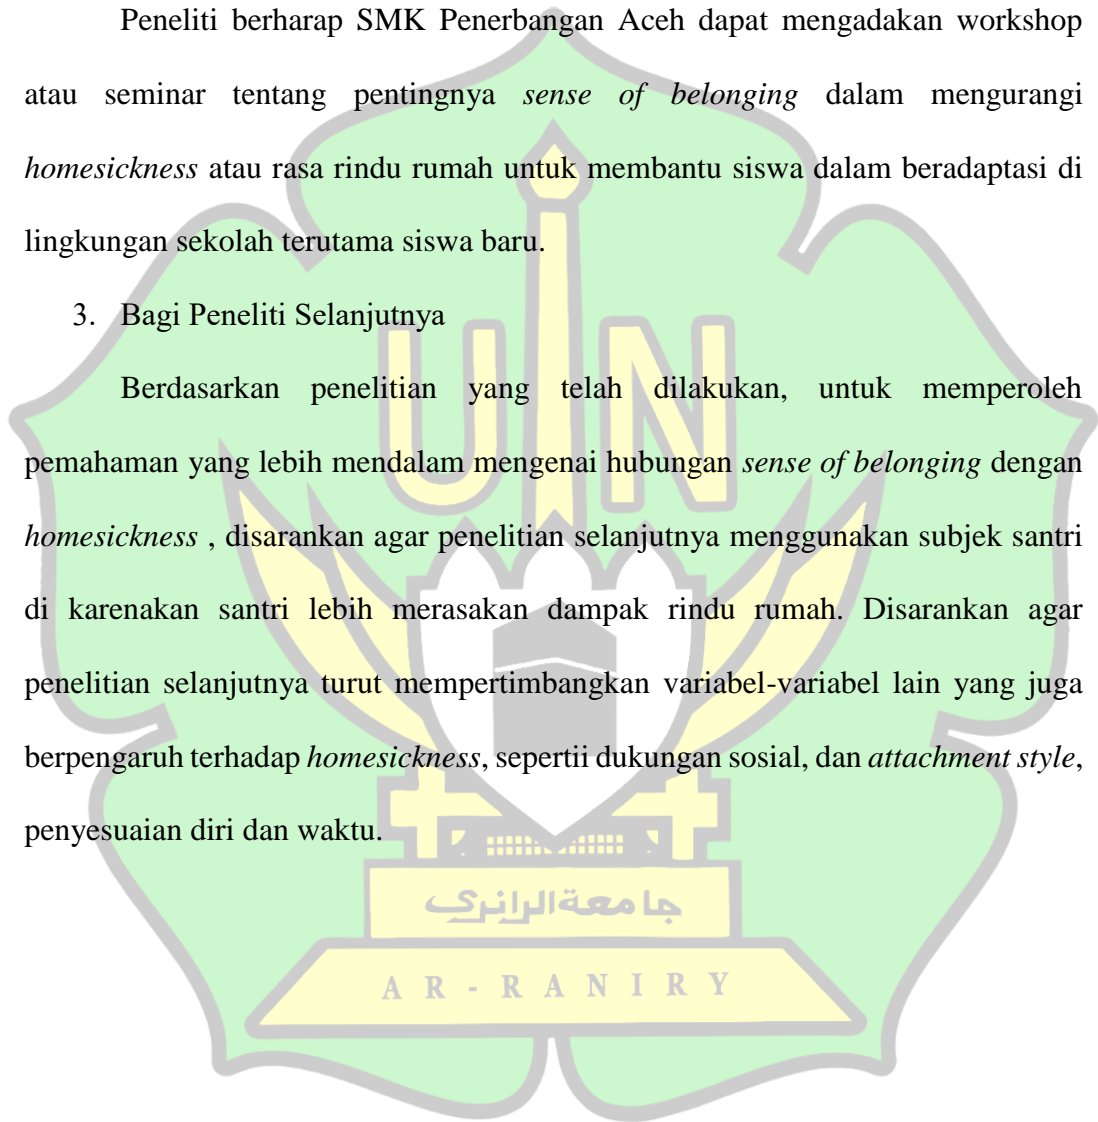 Peneliti berharap SMK Penerbangan Aceh dapat mengadakan workshop
atau seminar tentang pentingnya sense of belonging dalam mengurangi
homesickness atau rasa rindu rumah untuk membantu siswa dalam beradaptasi di
lingkungan sekolah terutama siswa baru.
3. Bagi Peneliti Selanjutnya
Berdasarkan penelitian yang telah dilakukan, untuk memperoleh
pemahaman yang lebih mendalam mengenai hubungan sense of belonging dengan
homesickness , disarankan agar penelitian selanjutnya menggunakan subjek santri
di karenakan santri lebih merasakan dampak rindu rumah. Disarankan agar
penelitian selanjutnya turut mempertimbangkan variabel-variabel lain yang juga
berpengaruh terhadap homesickness, sepertii dukungan sosial, dan attachment style,
penyesuaian diri dan waktu.
UIN
جامعة الرانري
AR-RANIRY